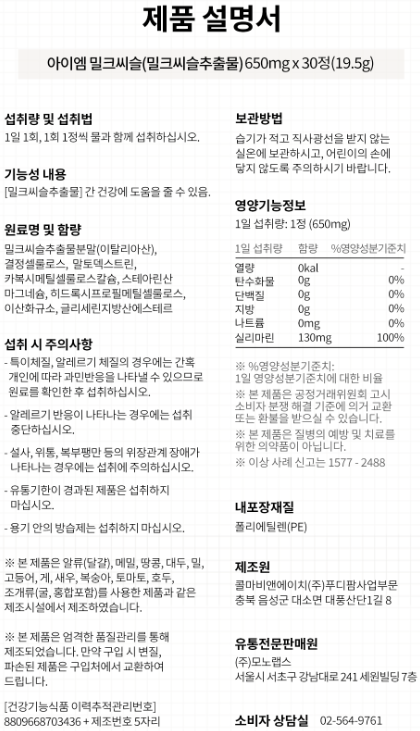 제품 설명서
아이엠 밀크씨슬(밀크씨슬추출물) 650mg x 30정(19.5g)
섭취량 및 섭취법
1일 1회, 1회 1정씩 물과 함께 섭취하십시오.
기능성 내용
[밀크씨슬추출물] 간 건강에 도움을 줄 수 있음.
원료명 및 함량
밀크씨슬추출물분말(이탈리아산),
결정셀룰로스, 말토덱스트린,
카복시메틸셀룰로스칼슘, 스테아린산
마그네슘, 히드록시프로필메틸셀룰로스,
이산화규소, 글리세린지방산에스테르
섭취 시 주의사항
- 특이체질, 알레르기 체질의 경우에는 간혹
개인에 따라 과민반응을 나타낼 수 있으므로
원료를 확인한 후 섭취하십시오.
- 알레르기 반응이 나타나는 경우에는 섭취
중단하십시오.
- 설사, 위통, 복부팽만 등의 위장관계 장애가
나타나는 경우에는 섭취에 주의하십시오.
- 유통기한이 경과된 제품은 섭취하지
마십시오.
- 용기 안의 방습제는 섭취하지 마십시오.
※ 본 제품은 알류(달걀), 메밀, 땅콩, 대두, 밀,
고등어, 게, 새우, 복숭아, 토마토, 호두,
조개류(굴, 홍합포함)를 사용한 제품과 같은
제조시설에서 제조하였습니다.
※ 본 제품은 엄격한 품질관리를 통해
제조되었습니다. 만약 구입 시 변질,
파손된 제품은 구입처에서 교환하여
드립니다.
[건강기능식품 이력추적관리번호]
8809668703436 + 제조번호 5자리
보관방법
습기가 적고 직사광선을 받지 않는
실온에 보관하시고, 어린이의 손에
닿지 않도록 주의하시기 바랍니다.
영양기능정보
1일 섭취량: 1정 (650mg)
1일 섭취량 함량 %영양성분기준치
열량 0kal -
탄수화물 0g 0%
단백질 0g 0%
지방 0g 0%
나트륨 0mg 0%
실리마린 130mg 100%
※ %영양성분기준치:
1일 영양성분기준치에 대한 비율
※ 본 제품은 공정거래위원회 고시
소비자 분쟁 해결 기준에 의거 교환
또는 환불을 받으실 수 있습니다.
※ 본 제품은 질병의 예방 및 치료를
위한 의약품이 아닙니다.
※ 이상 사례 신고는 1577 - 2488
내포장재질
폴리에틸렌(PE)
제조원
콜마비앤에이치(주)푸디팜사업부문
충북 음성군 대소면 대풍산단1길 8
유통전문판매원
(주)모노랩스
서울시 서초구 강남대로 241 세원빌딩 7층
소비자 상담실 02-564-9761